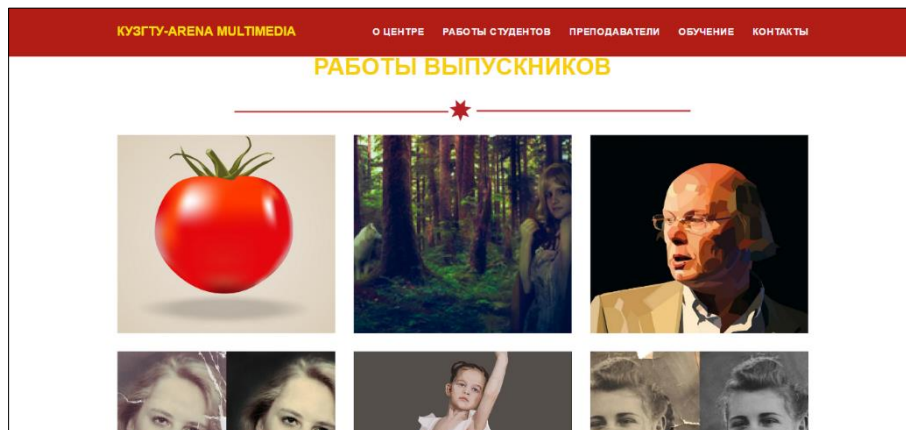 КУЗГТУ-ARENA MULTIMEDIA
О ЦЕНТРЕ РАБОТЫ СТУДЕНТОВ ПРЕПОДАВАТЕЛИ ОБУЧЕНИЕ КОНТАКТЫ
РАБОТЫ ВЫПУСКНИКОВ